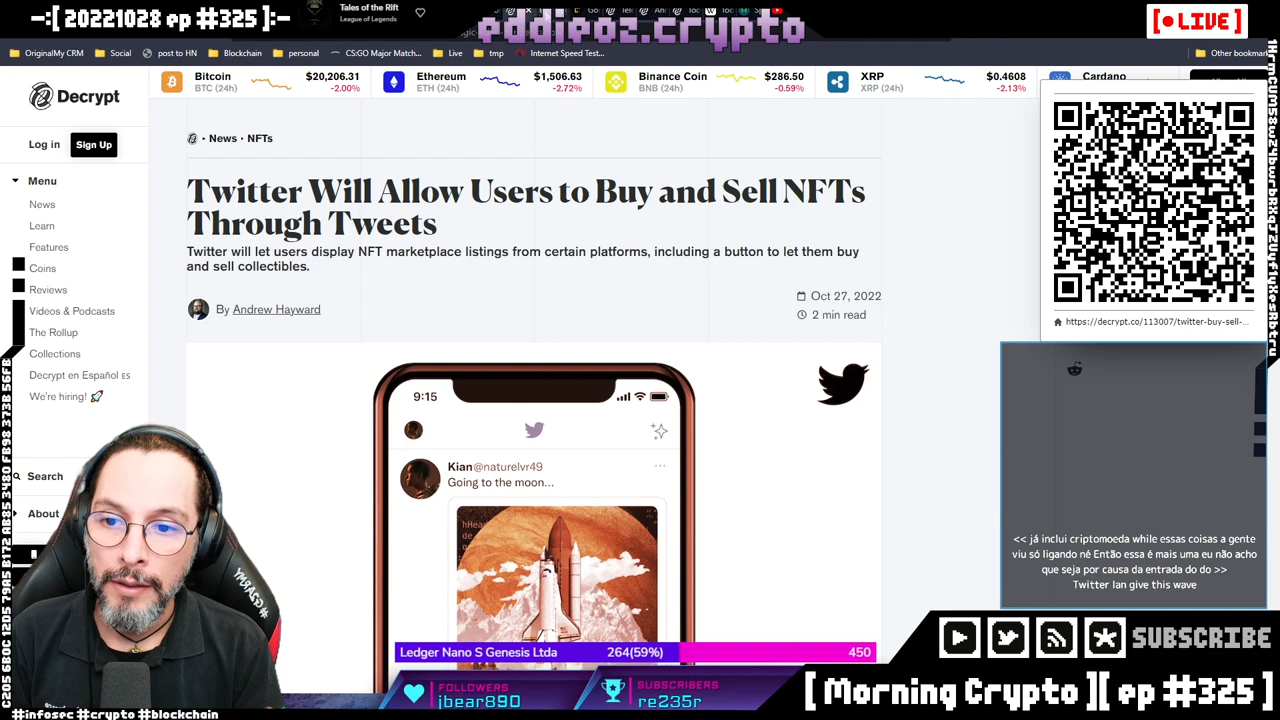 -:[ 20221028 ep #325 ]:-
Tales of the Rift
League of Legends
eddieoz.crypto
[ • LIVE ]
OriginalMy CRM
Social
post to HN
Blockchain
personal
CS:GO Major Match...
Live
tmp
Internet Speed Test...
Other bookmar
Decrypt
Bitcoin
BTC (24h)
$20,206.31
-2.00%
Ethereum
ETH (24h)
$1,506.63
-2.72%
Binance Coin
BNB (24h)
$286.50
-0.59%
XRP
XRP (24h)
$0.4608
-2.13%
Cardano
Log in
Sign Up
Menu
News
Learn
Features
Coins
Reviews
Videos & Podcasts
The Rollup
Collections
Decrypt en Español ES
We're hiring! 🚀
Search
About
News • NFTs
Twitter Will Allow Users to Buy and Sell NFTs
Through Tweets
Twitter will let users display NFT marketplace listings from certain platforms, including a button to let them buy
and sell collectibles.
By Andrew Hayward
Oct 27, 2022
2 min read
9:15
Kian@naturelvr49
Going to the moon...
https://decrypt.co/113007/twitter-buy-sell-...
<< já inclui criptomoeda while essas coisas a gente
viu só ligando né Então essa é mais uma eu não acho
que seja por causa da entrada do do >>
Twitter Ian give this wave
Ledger Nano S Genesis Ltda
264(59%)
450
FOLLOWERS
jbear890
SUBSCRIBERS
re235r
SUBSCRIBE
[ Morning Crypto ][ ep #325 ]
#infosec #crypto #blockchain